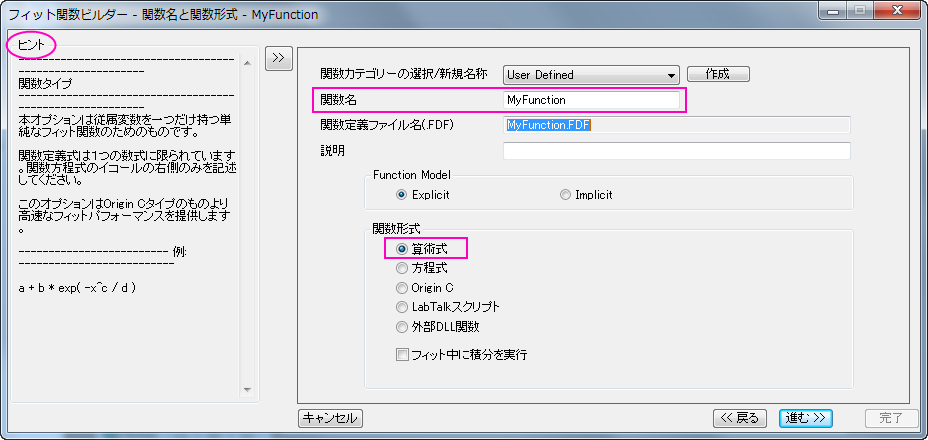 フィット関数ビルダー - 関数名と関数形式 - MyFunction
ヒント
--------------------------------------
----------------------
関数タイプ
--------------------------------------
----------------------
本オプションは従属変数を一つだけ持つ単
純なフィット関数のためのものです。
関数定義式は1つの数式に限られています
。関数方程式のイコールの右側のみを記述
してください。
このオプションはOrigin Cタイプのものより
高速なフィットパフォーマンスを提供します
。
-------------------------- 例:
---------------------------
a + b * exp( -x^c / d )
>>
関数カテゴリーの選択/新規名称 User Defined 作成
関数名 MyFunction
関数定義ファイル名(.FDF) MyFunction.FDF
説明
Function Model
Explicit Implicit
関数形式
算術式
方程式
Origin C
LabTalkスクリプト
外部DLL関数
フィット中に積分を実行
キャンセル << 戻る 進む >> 完了